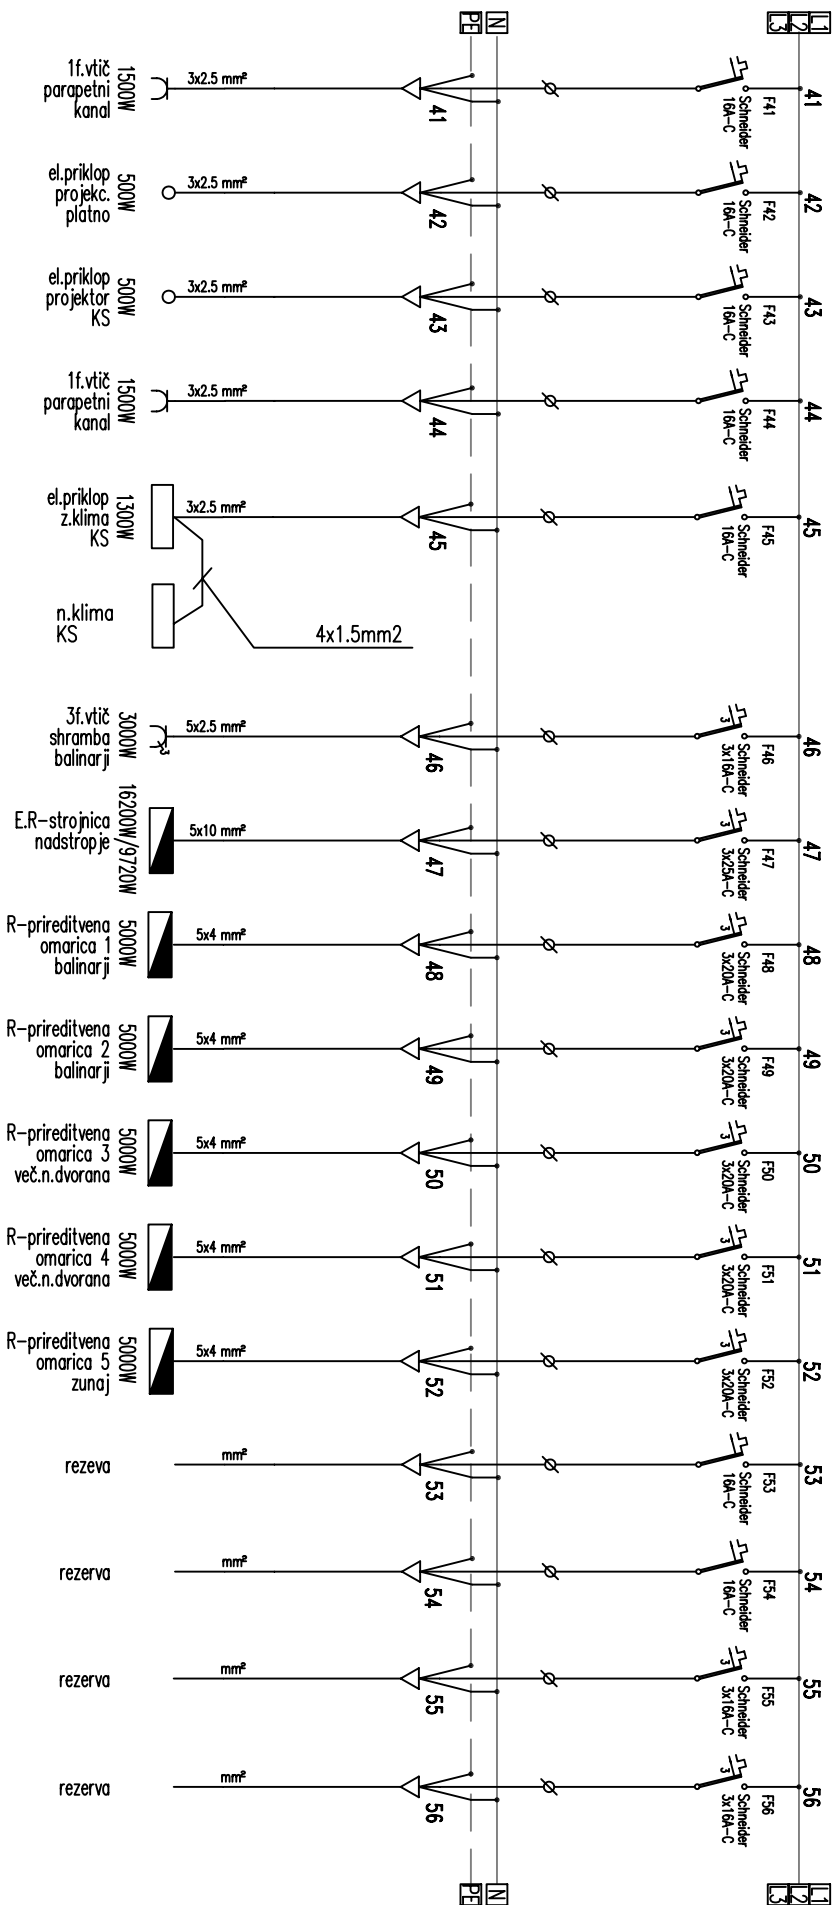 L1
L2
L3
N
PE
41
F41
Schneider
16A-C
41
3x2.5 mm²
1500W
1f.vtič
parapetni
kanal
42
F42
Schneider
16A-C
42
3x2.5 mm²
500W
el.priklop
projekc.
platno
43
F43
Schneider
16A-C
43
3x2.5 mm²
500W
el.priklop
projektor
KS
44
F44
Schneider
16A-C
44
3x2.5 mm²
1500W
1f.vtič
parapetni
kanal
45
F45
Schneider
16A-C
45
3x2.5 mm²
1300W
el.priklop
z.klima
KS
n.klima
KS
4x1.5mm2
46
F46
Schneider
3x16A-C
3
46
5x2.5 mm²
3
3000W
3f.vtič
shramba
balinarji
47
F47
Schneider
3x25A-C
3
47
5x10 mm²
16200W/9720W
E.R-strojnica
nadstropje
48
F48
Schneider
3x20A-C
3
48
5x4 mm²
5000W
R-prireditvena
omarica 1
balinarji
49
F49
Schneider
3x20A-C
3
49
5x4 mm²
5000W
R-prireditvena
omarica 2
balinarji
50
F50
Schneider
3x20A-C
3
50
5x4 mm²
5000W
R-prireditvena
omarica 3
več.n.dvorana
51
F51
Schneider
3x20A-C
3
51
5x4 mm²
5000W
R-prireditvena
omarica 4
več.n.dvorana
52
F52
Schneider
3x20A-C
3
52
5x4 mm²
5000W
R-prireditvena
omarica 5
zunaj
53
F53
Schneider
16A-C
53
mm²
rezeva
54
F54
Schneider
16A-C
54
mm²
rezerva
55
F55
Schneider
3x16A-C
3
55
mm²
rezerva
56
F56
Schneider
3x16A-C
3
56
mm²
rezerva
L1
L2
L3
N
PE